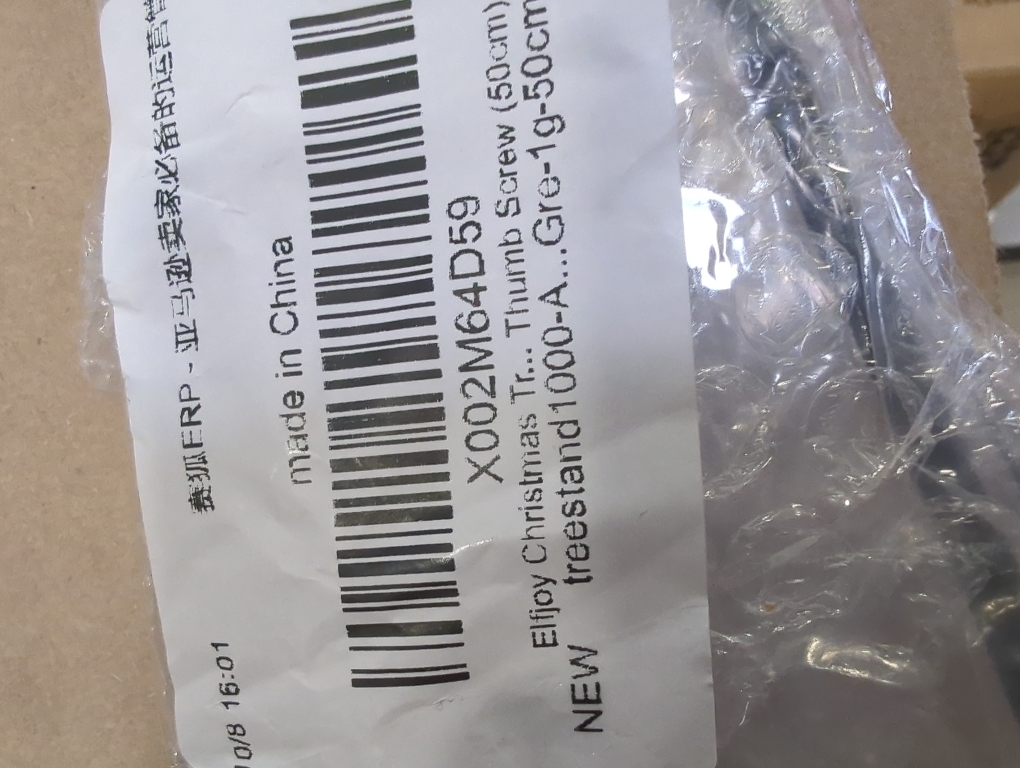 0/8 16:01
赛狐ERP - 亚马逊卖家必备的运营管
made in China
X002M64D59
Elfjoy Christmas Tr... Thumb Screw (50cm)
NEW treestand1000-A...Gre-1g-50cm